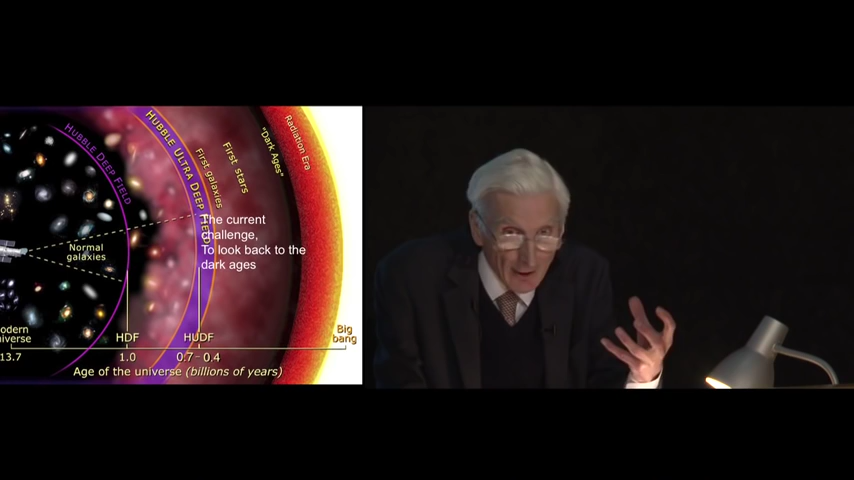 HUBBLE DEEP FIELD
HUBBLE ULTRA DEEP FIELD
First galaxies
First stars
"Dark Ages"
Radiation Era
The current
challenge,
To look back to the
dark ages
Normal
galaxies
HDF
HUDF
Big
bang
13.7
1.0
0.7 - 0.4
Age of the universe (billions of years)